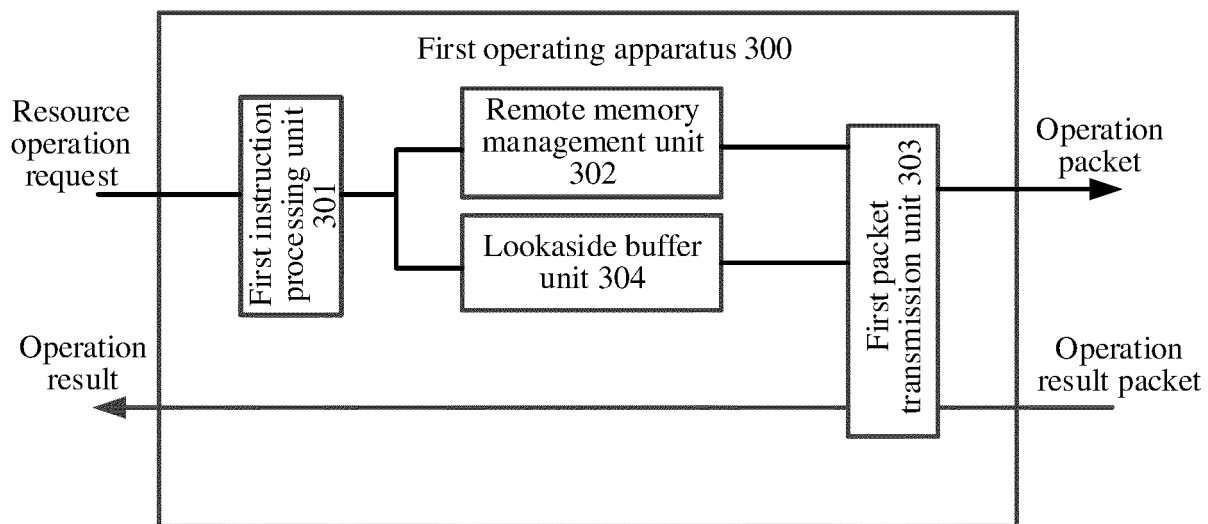 First operating apparatus 300
Resource
operation
request
First instruction
processing unit
301
Remote memory
management unit
302
Lookaside buffer
unit 304
First packet
transmission unit 303
Operation
packet
Operation
result
Operation
result packet